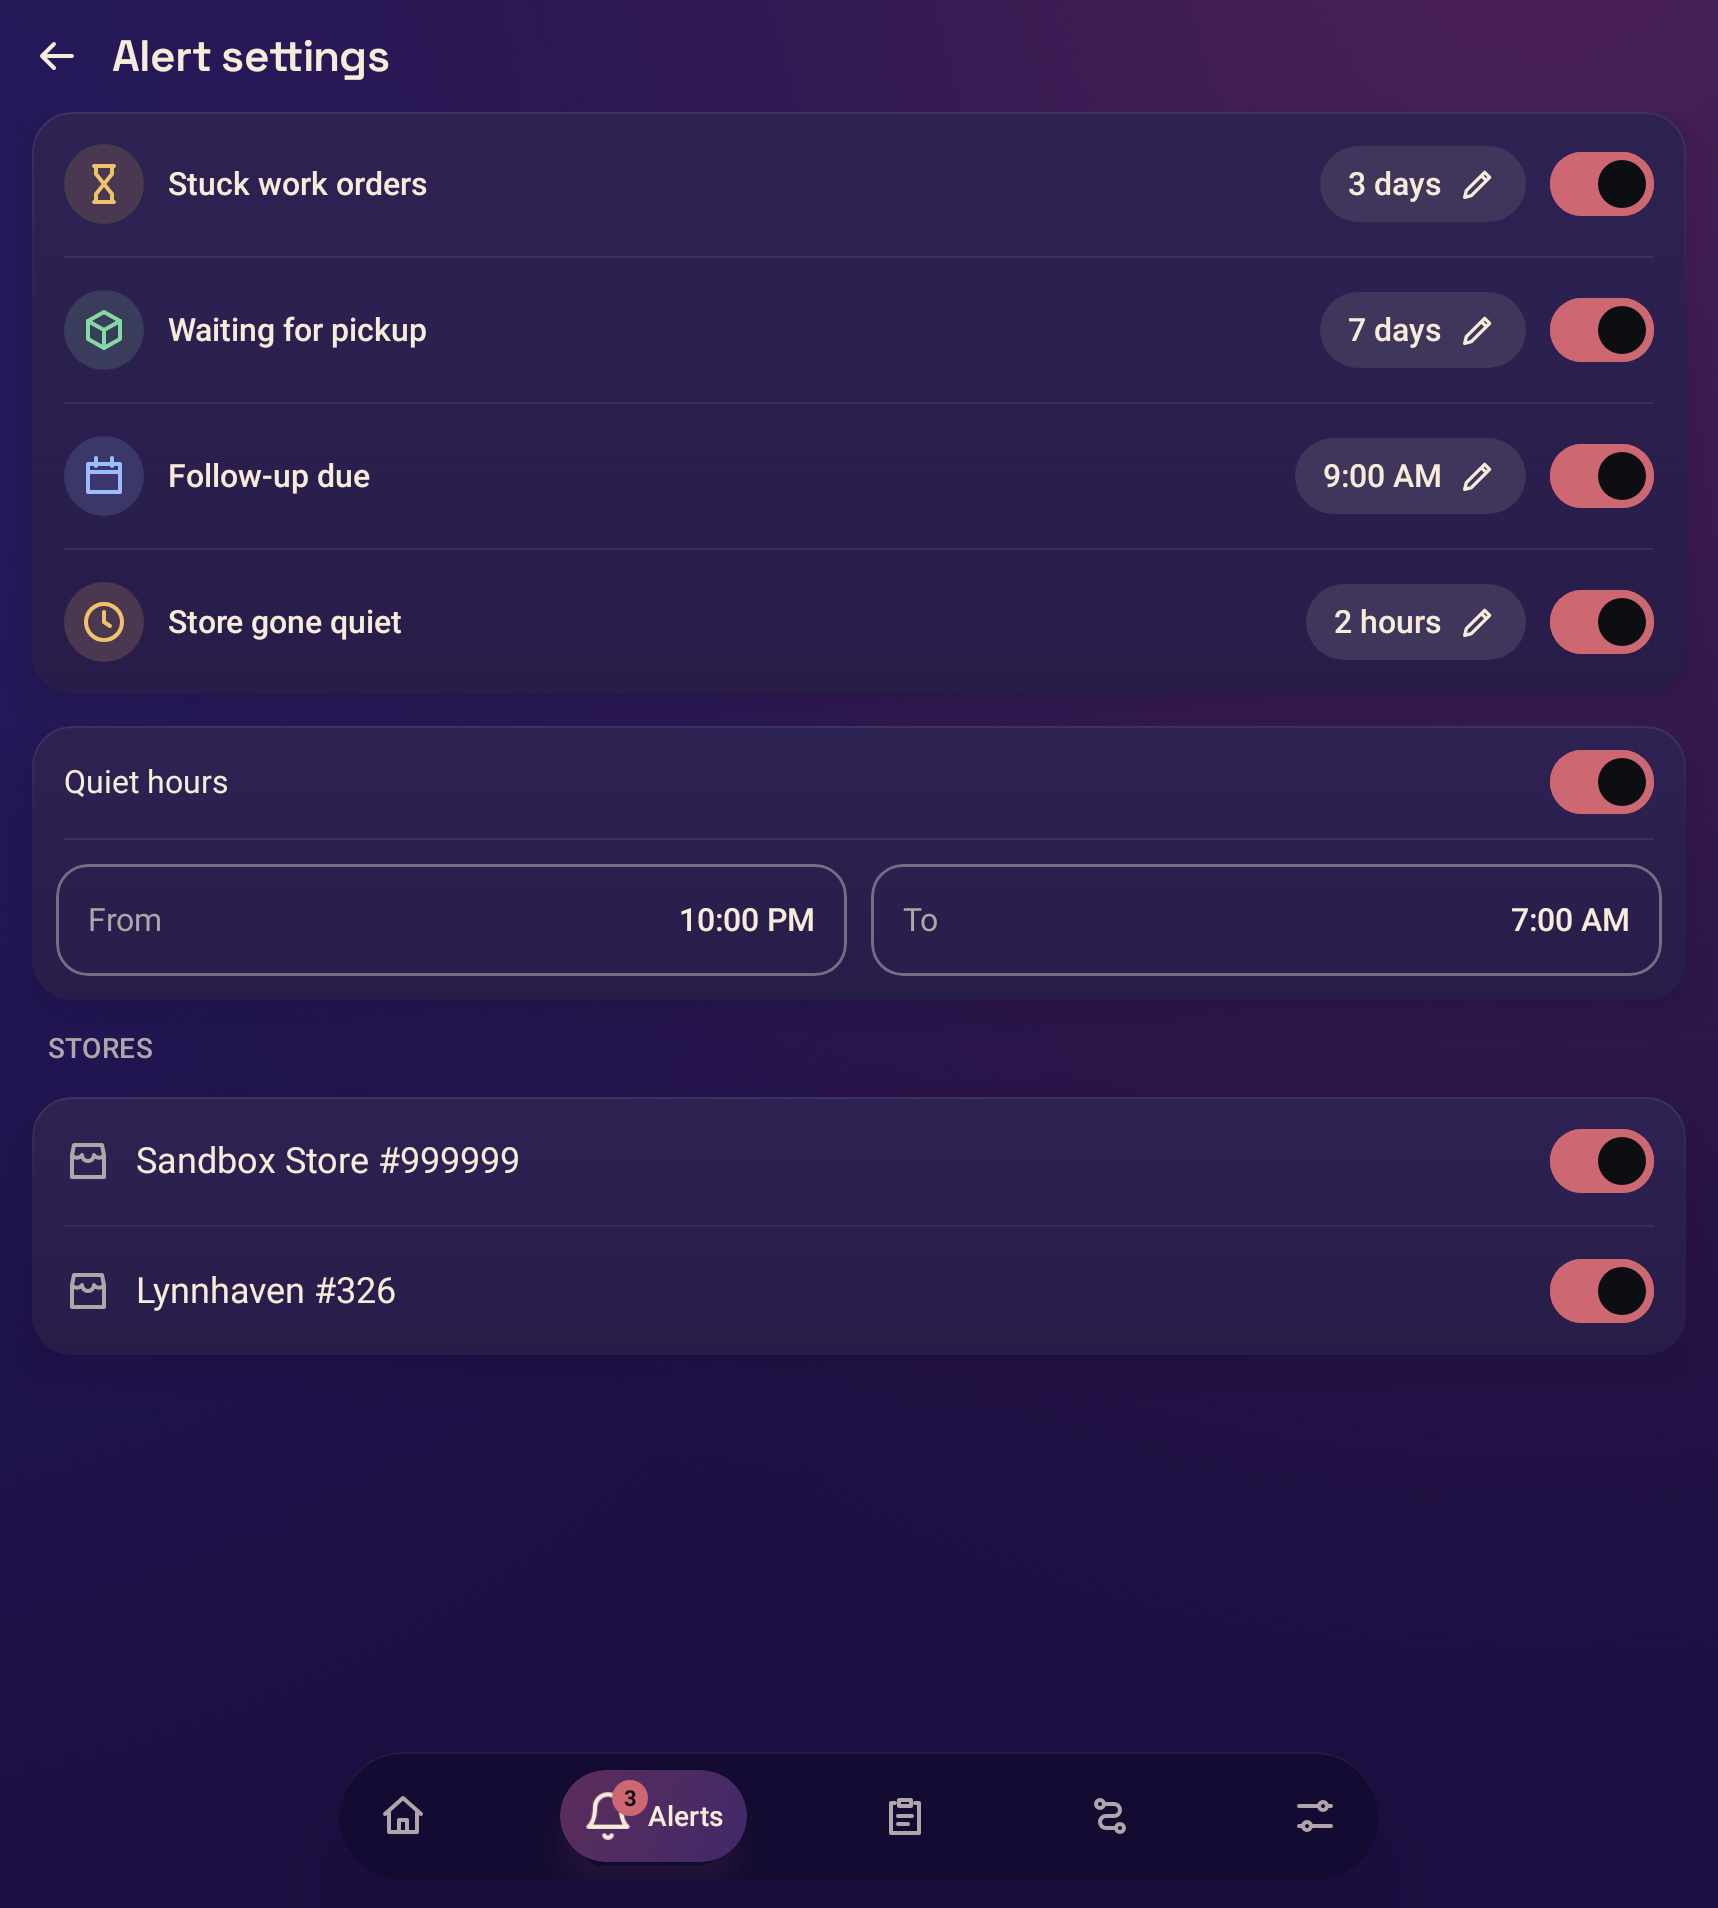 Alert settings
Stuck work orders 3 days
Waiting for pickup 7 days
Follow-up due 9:00 AM
Store gone quiet 2 hours
Quiet hours
From 10:00 PM To 7:00 AM
STORES
Sandbox Store #999999
Lynnhaven #326
3
Alerts